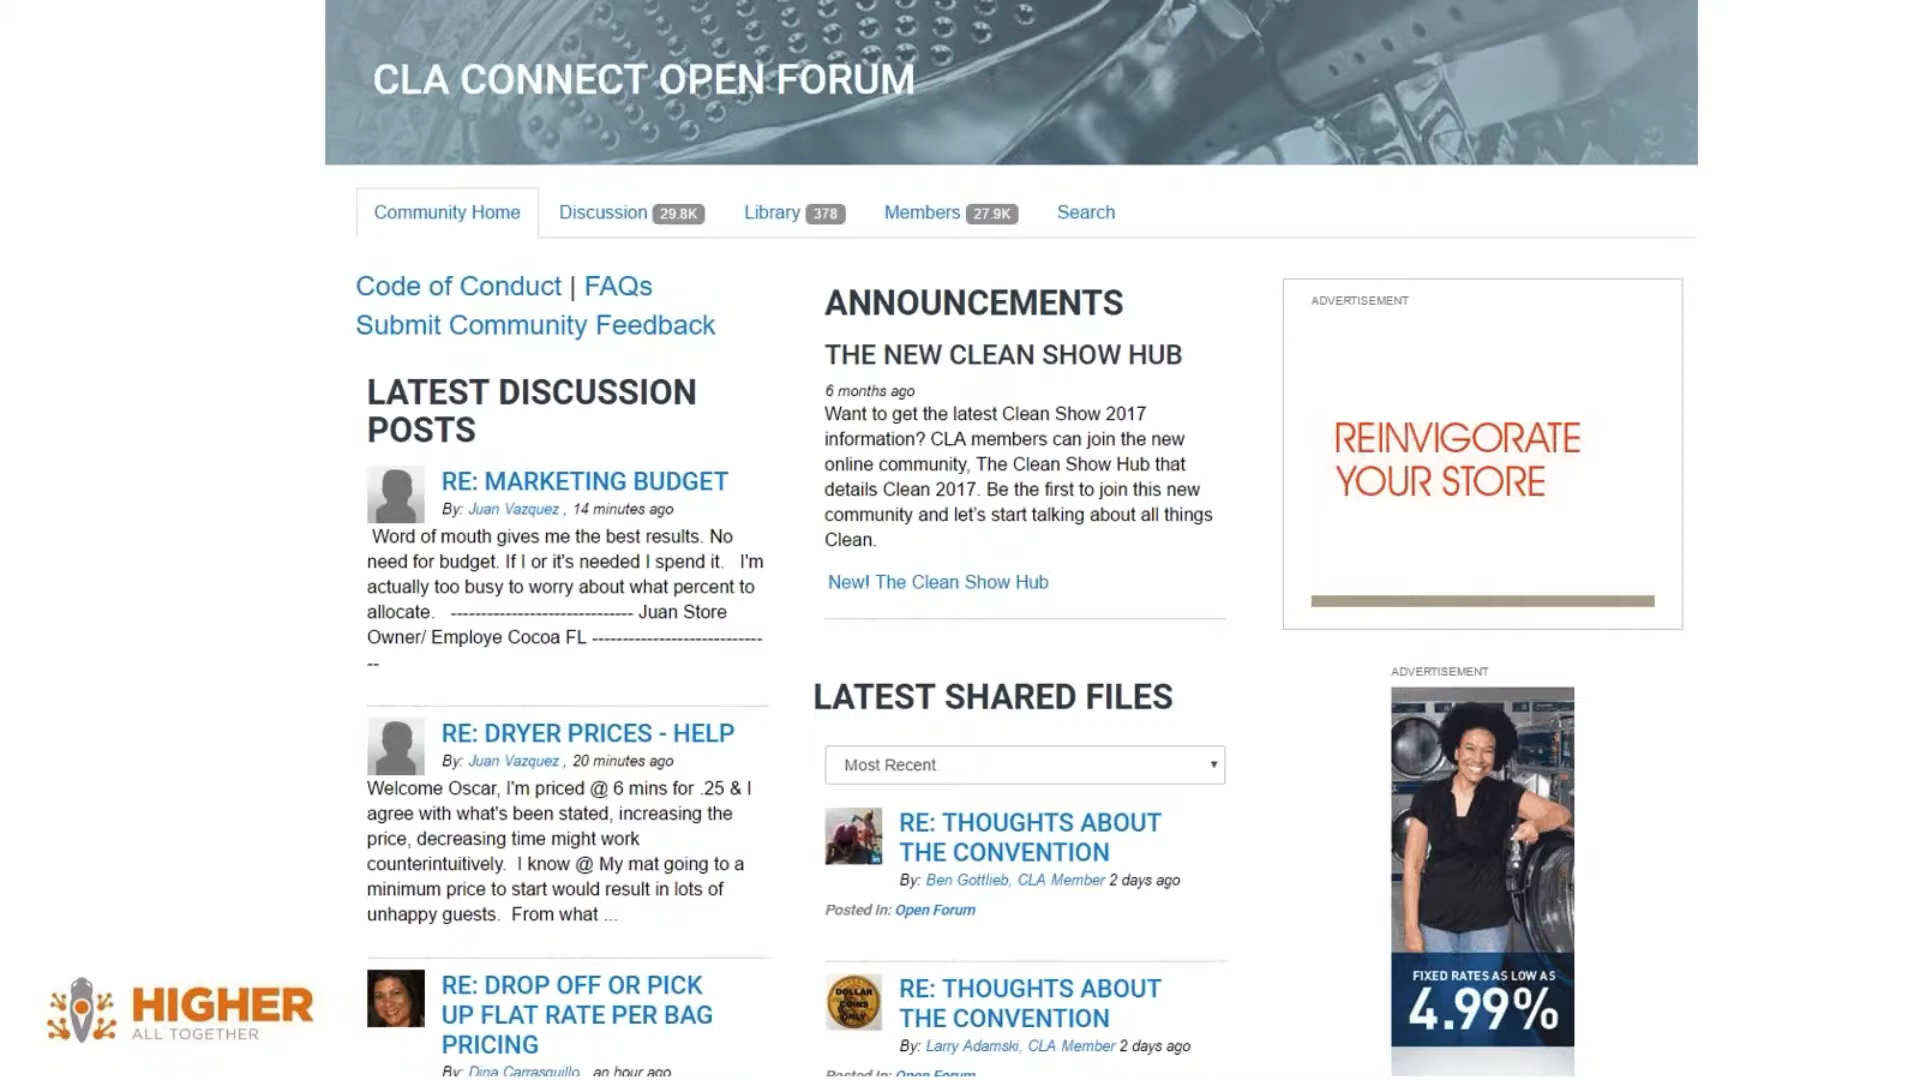 CLA CONNECT OPEN FORUM
Community Home
Discussion 29.8K
Library 378
Members 27.9K
Search
Code of Conduct | FAQs
Submit Community Feedback
LATEST DISCUSSION
POSTS
RE: MARKETING BUDGET
By: Juan Vazquez , 14 minutes ago
Word of mouth gives me the best results. No
need for budget. If I or it's needed I spend it. I'm
actually too busy to worry about what percent to
allocate. ------------------------------ Juan Store
Owner/ Employe Cocoa FL ----------------------------
--
RE: DRYER PRICES - HELP
By: Juan Vazquez , 20 minutes ago
Welcome Oscar, I'm priced @ 6 mins for .25 & I
agree with what's been stated, increasing the
price, decreasing time might work
counterintuitively. I know @ My mat going to a
minimum price to start would result in lots of
unhappy guests. From what ...
RE: DROP OFF OR PICK
UP FLAT RATE PER BAG
PRICING
By: Dina Carrasquillo , an hour ago
ANNOUNCEMENTS
THE NEW CLEAN SHOW HUB
6 months ago
Want to get the latest Clean Show 2017
information? CLA members can join the new
online community, The Clean Show Hub that
details Clean 2017. Be the first to join this new
community and let's start talking about all things
Clean.
New! The Clean Show Hub
LATEST SHARED FILES
Most Recent
RE: THOUGHTS ABOUT
THE CONVENTION
By: Ben Gottlieb, CLA Member 2 days ago
Posted In: Open Forum
DOLLAR
COINS
ONLY
RE: THOUGHTS ABOUT
THE CONVENTION
By: Larry Adamski, CLA Member 2 days ago
Posted In: Open Forum
ADVERTISEMENT
REINVIGORATE
YOUR STORE
ADVERTISEMENT
FIXED RATES AS LOW AS
4.99%
HIGHER
ALL TOGETHER
in